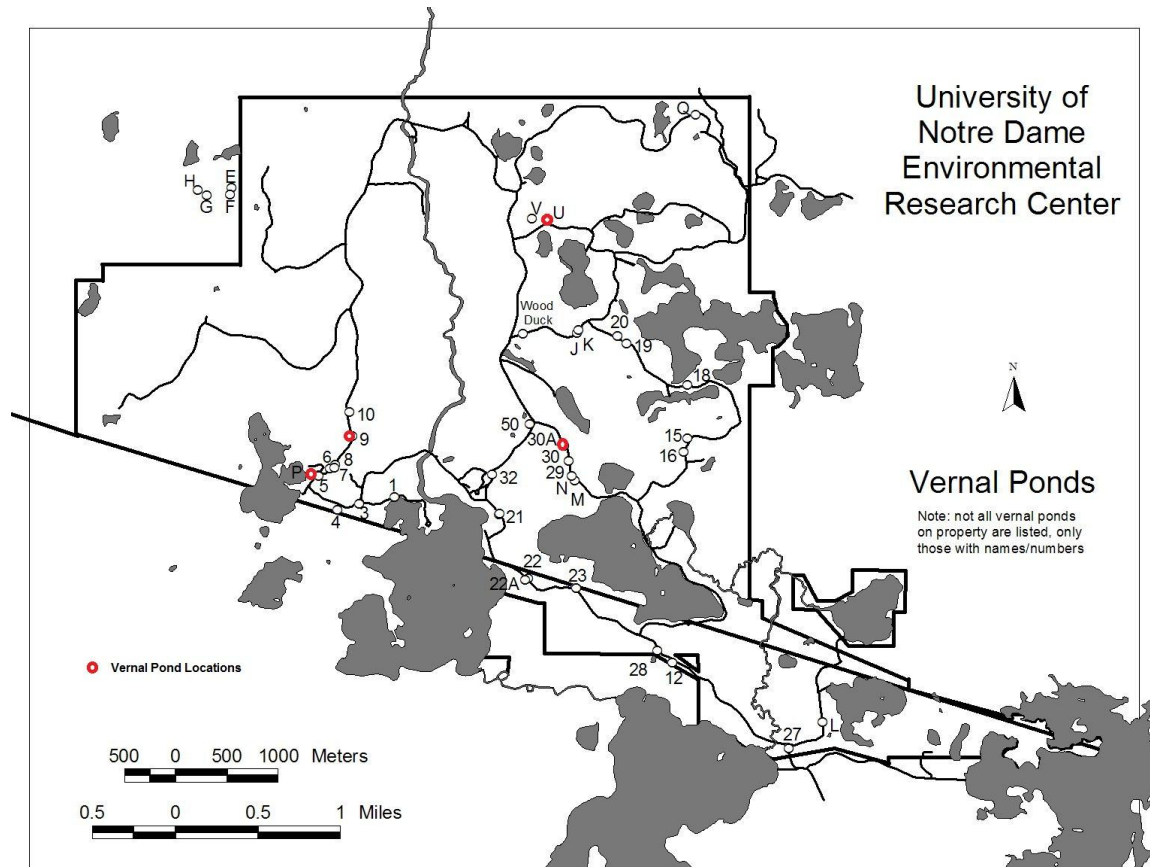 University of
Notre Dame
Environmental
Research Center
Q
H
E
G
F
V
U
Wood
Duck
J
K
20
19
18
10
9
50
30A
15
16
30
29
N
M
6
8
P
7
5
32
1
3
4
21
22
22A
23
28
12
27
L
N
Vernal Ponds
Note: not all vernal ponds
on property are listed, only
those with names/numbers
Vernal Pond Locations
500 0 500 1000 Meters
0.5 0 0.5 1 Miles